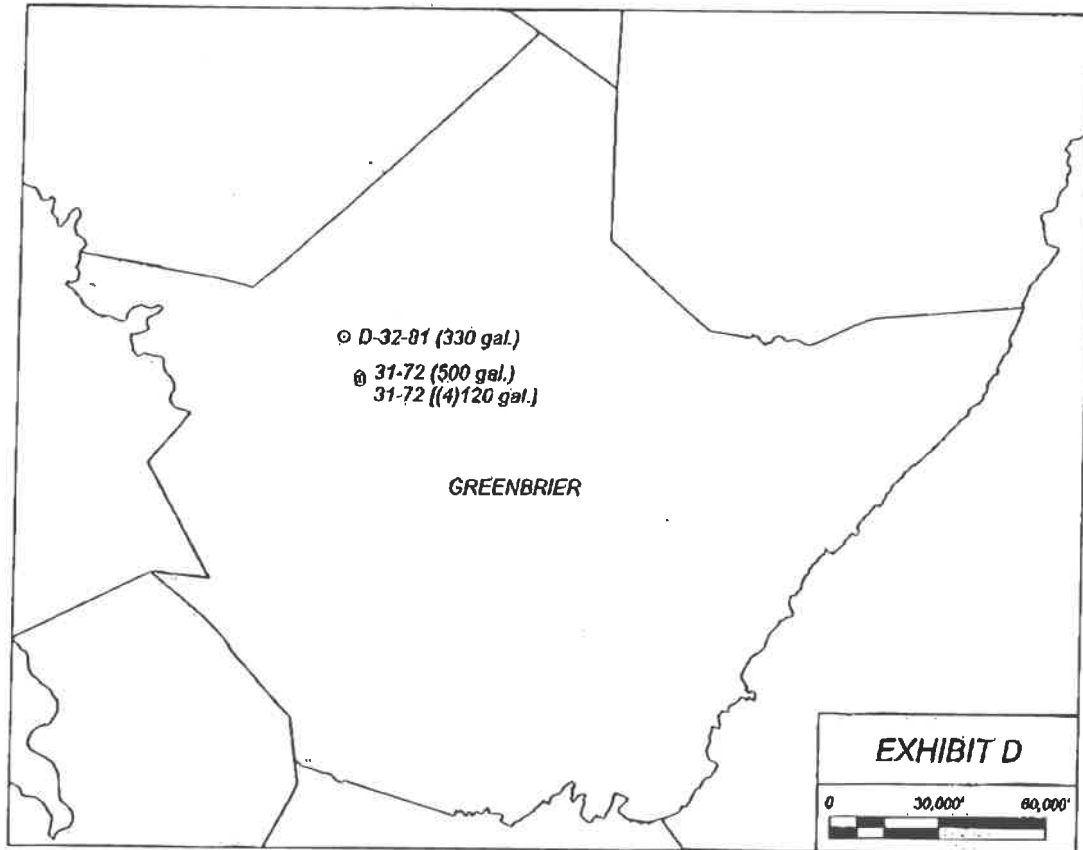 D-32-81 (330 gal.)
31-72 (500 gal.)
31-72 [(4)120 gal.]
GREENBRIER
EXHIBIT D
0 30,000' 60,000'